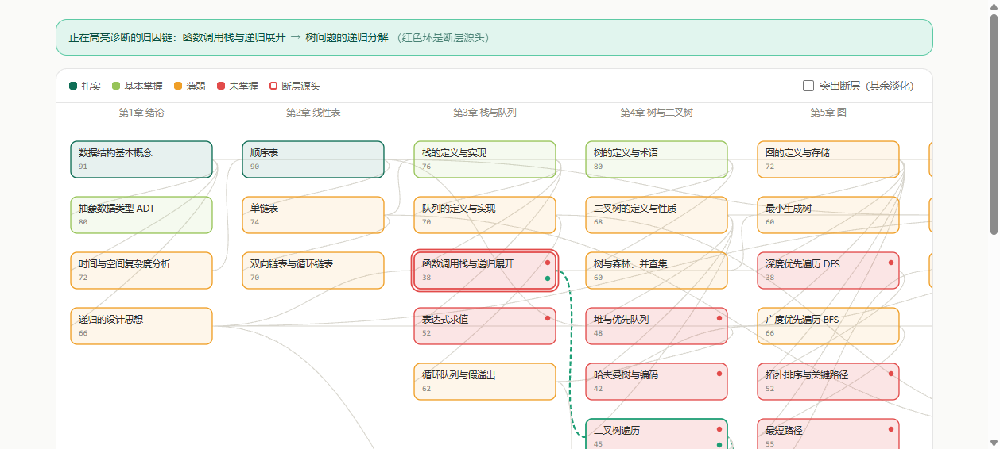 正在高亮诊断的归因链：函数调用栈与递归展开 → 树问题的递归分解 （红色环是断层源头）
扎实 基本掌握 薄弱 未掌握 断层源头 突出断层（其余淡化）
第1章 绪论 第2章 线性表 第3章 栈与队列 第4章 树与二叉树 第5章 图
数据结构基本概念 顺序表 栈的定义与实现 树的定义与术语 图的定义与存储
91 90 76 80 72
抽象数据类型 ADT 单链表 队列的定义与实现 二叉树的定义与性质 最小生成树
80 74 70 68 60
时间与空间复杂度分析 双向链表与循环链表 函数调用栈与递归展开 树与森林、并查集 深度优先遍历 DFS
72 70 38 60 38
递归的设计思想 表达式求值 堆与优先队列 广度优先遍历 BFS
66 52 48 66
循环队列与假溢出 哈夫曼树与编码 拓扑排序与关键路径
62 42 52
二叉树遍历 最短路径
45 55